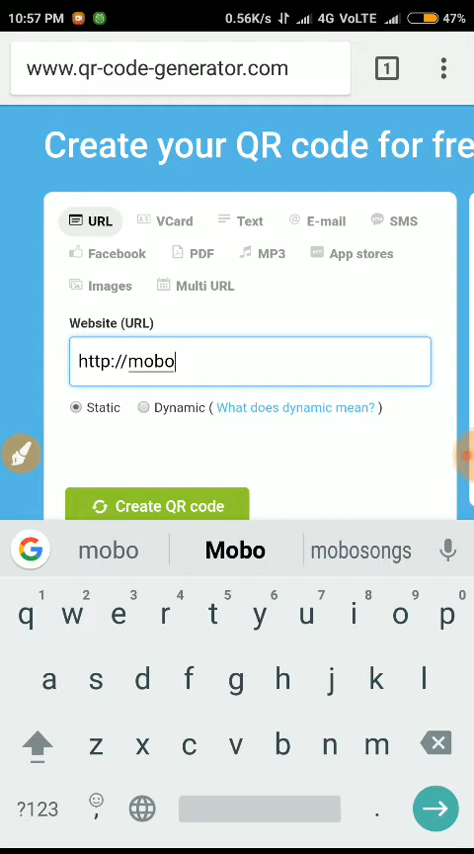 10:57 PM 0.56K/s 4G VoLTE 47%
www.qr-code-generator.com 1
Create your QR code for fre
URL VCard Text E-mail SMS
Facebook PDF MP3 App stores
Images Multi URL
Website (URL)
http://mobo
Static Dynamic ( What does dynamic mean? )
Create QR code
G mobo Mobo mobosongs
1 2 3 4 5 6 7 8 9 0
q w e r t y u i o p
a s d f g h j k l
z x c v b n m
?123 , .